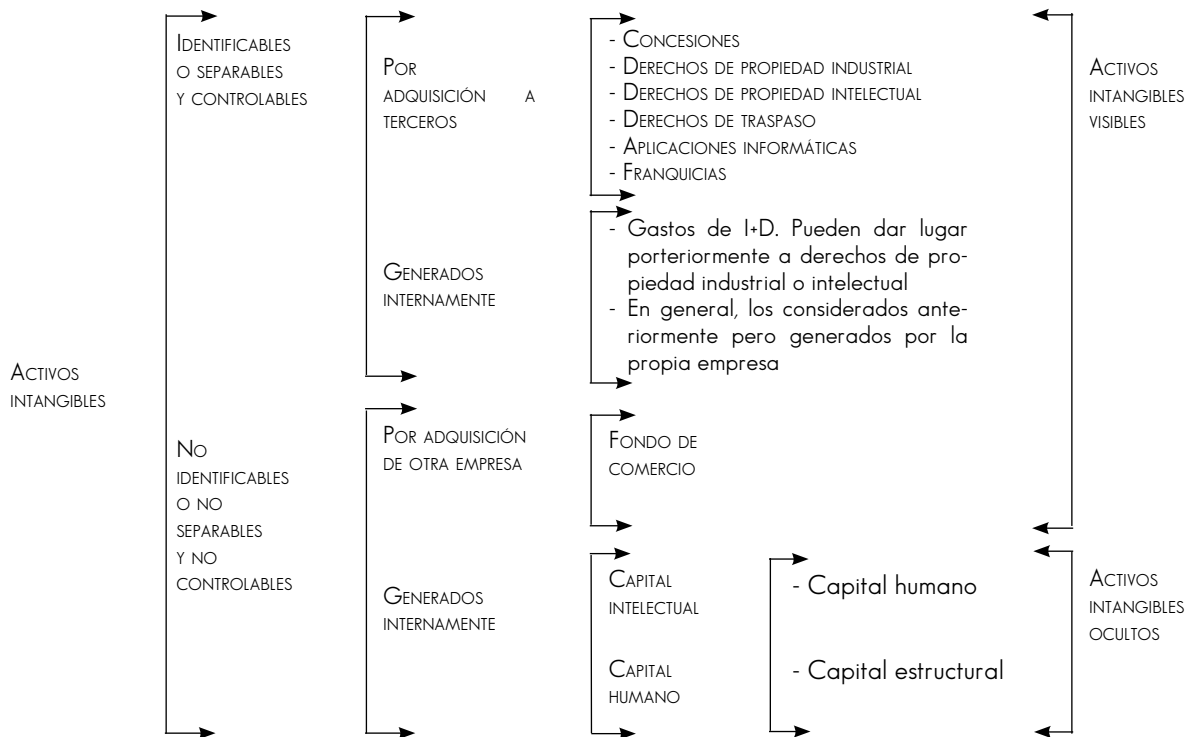 Activos
intangibles
Identificables
o separables
y controlables
Por
adquisición a
terceros
- Concesiones
- Derechos de propiedad industrial
- Derechos de propiedad intelectual
- Derechos de traspaso
- Aplicaciones informáticas
- Franquicias
Generados
internamente
- Gastos de I+D. Pueden dar lugar
porteriormente a derechos de pro-
piedad industrial o intelectual
- En general, los considerados ante-
riormente pero generados por la
propia empresa
Activos
intangibles
visibles
No
identificables
o no
separables
y no
controlables
Por adquisición
de otra empresa
Fondo de
comercio
Generados
internamente
Capital
intelectual
Capital
humano
- Capital humano
- Capital estructural
Activos
intangibles
ocultos